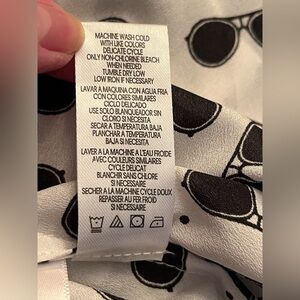 MACHINE WASH COLD
WITH LIKE COLORS
DELICATE CYCLE
ONLY NON-CHLORINE BLEACH
WHEN NEEDED
TUMBLE DRY LOW
LOW IRON IF NECESSARY
LAVAR A MAQUINA CON AGUA FRIA
CON COLORES SIMILARES
CICLO DELICADO
USAR SOLO BLANQUEADOR SIN
CLORO SI NECESITA
SECAR A TEMPERATURA BAJA
PLANCHAR A TEMPERATURA
BAJA SI NECESITA
LAVER A LA MACHINE A L'EAU FROIDE
AVEC COULEURS SIMILAIRES
CYCLE DELICAT
BLANCHIR SANS CHLORE
SI NECESSAIRE
SECHER A LA MACHINE CYCLE DOUX
REPASSER AU FER FROID
SI NECESSAIRE